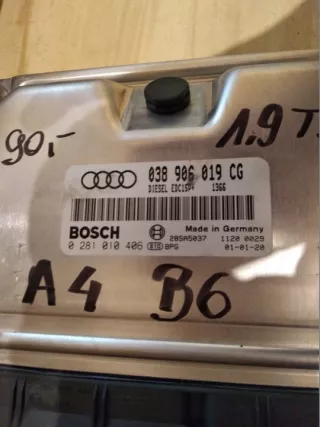 90,-
1.9 T
038 906 019 CG
DIESEL EDC15P+ 1366
BOSCH
Made in Germany
0 281 010 406
28SA5037 1120 0029
BPG 01-01-20
A4 B6